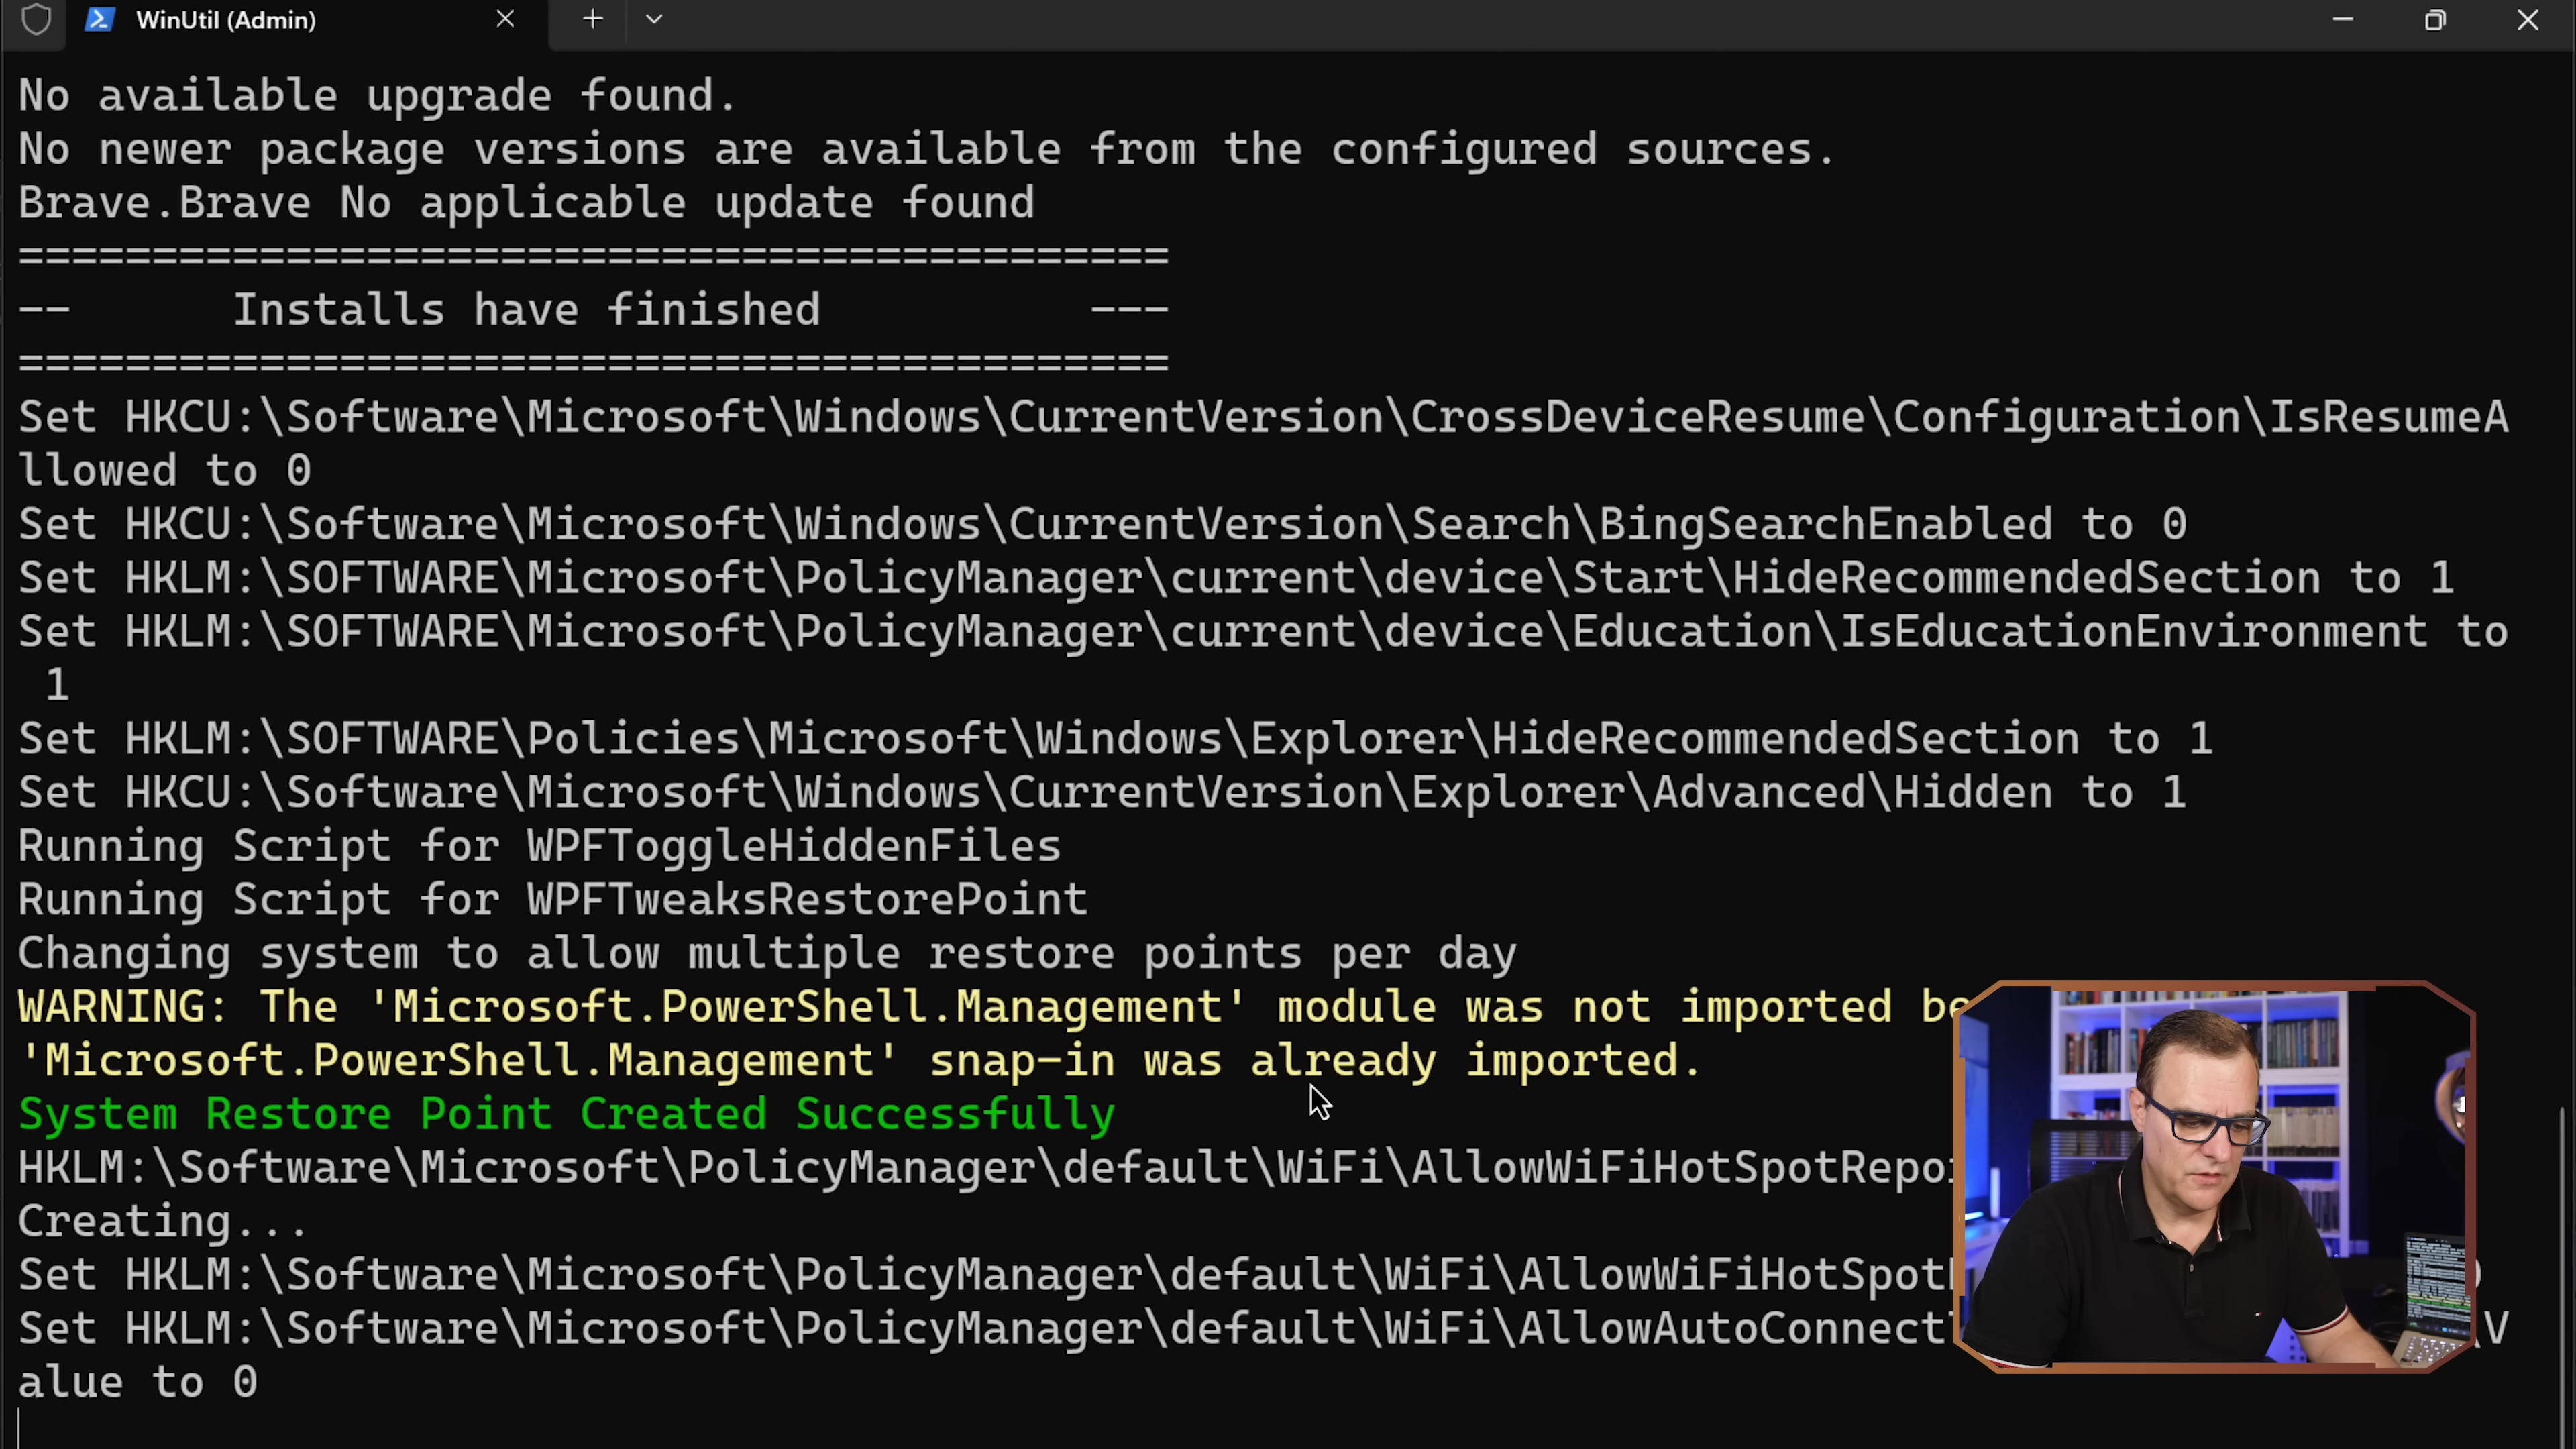 WinUtil (Admin)
No available upgrade found.
No newer package versions are available from the configured sources.
Brave.Brave No applicable update found
===========================================
--      Installs have finished          ---
===========================================
Set HKCU:\Software\Microsoft\Windows\CurrentVersion\CrossDeviceResume\Configuration\IsResumeA
llowed to 0
Set HKCU:\Software\Microsoft\Windows\CurrentVersion\Search\BingSearchEnabled to 0
Set HKLM:\SOFTWARE\Microsoft\PolicyManager\current\device\Start\HideRecommendedSection to 1
Set HKLM:\SOFTWARE\Microsoft\PolicyManager\current\device\Education\IsEducationEnvironment to
1
Set HKLM:\SOFTWARE\Policies\Microsoft\Windows\Explorer\HideRecommendedSection to 1
Set HKCU:\Software\Microsoft\Windows\CurrentVersion\Explorer\Advanced\Hidden to 1
Running Script for WPFToggleHiddenFiles
Running Script for WPFTweaksRestorePoint
Changing system to allow multiple restore points per day
WARNING: The 'Microsoft.PowerShell.Management' module was not imported be
'Microsoft.PowerShell.Management' snap-in was already imported.
System Restore Point Created Successfully
HKLM:\Software\Microsoft\PolicyManager\default\WiFi\AllowWiFiHotSpotRepo
Creating...
Set HKLM:\Software\Microsoft\PolicyManager\default\WiFi\AllowWiFiHotSpot
Set HKLM:\Software\Microsoft\PolicyManager\default\WiFi\AllowAutoConnect \V
alue to 0